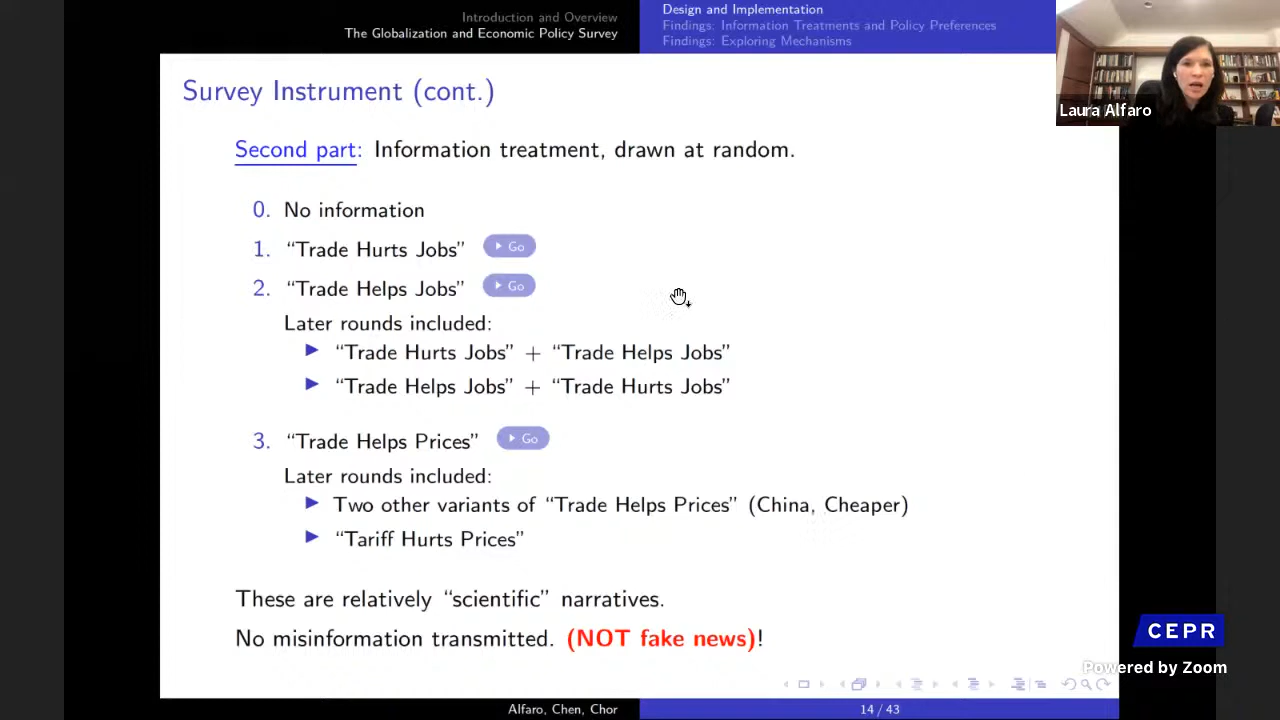 Introduction and Overview
The Globalization and Economic Policy Survey
Design and Implementation
Findings: Information Treatments and Policy Preferences
Findings: Exploring Mechanisms
Laura Alfaro
Survey Instrument (cont.)
Second part: Information treatment, drawn at random.
0. No information
1. “Trade Hurts Jobs” Go
2. “Trade Helps Jobs” Go
Later rounds included:
“Trade Hurts Jobs” + “Trade Helps Jobs”
“Trade Helps Jobs” + “Trade Hurts Jobs”
3. “Trade Helps Prices” Go
Later rounds included:
Two other variants of “Trade Helps Prices” (China, Cheaper)
“Tariff Hurts Prices”
These are relatively “scientific” narratives.
No misinformation transmitted. (NOT fake news)!
CEPR
Powered by Zoom
Alfaro, Chen, Chor
14 / 43